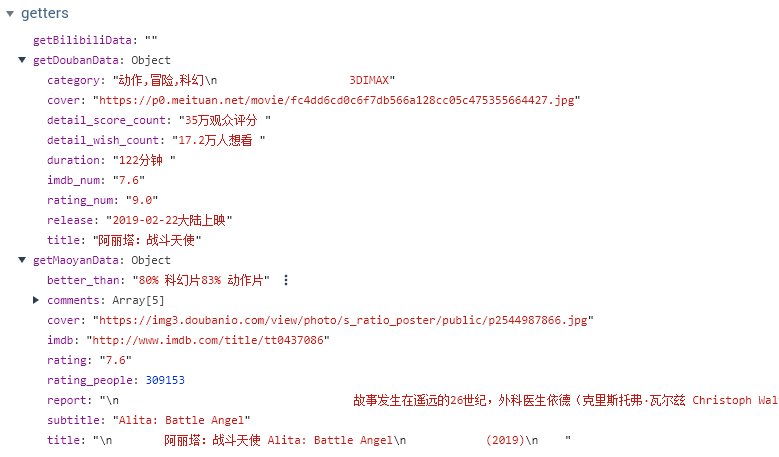 getters
getBilibiliData: ""
getDoubanData: Object
category: "动作,冒险,科幻\n 3DIMAX"
cover: "https://p0.meituan.net/movie/fc4dd6cd0c6f7db566a128cc05c475355664427.jpg"
detail_score_count: "35万观众评分 "
detail_wish_count: "17.2万人想看 "
duration: "122分钟 "
imdb_num: "7.6"
rating_num: "9.0"
release: "2019-02-22大陆上映"
title: "阿丽塔：战斗天使"
getMaoyanData: Object
better_than: "80% 科幻片83% 动作片"
comments: Array[5]
cover: "https://img3.doubanio.com/view/photo/s_ratio_poster/public/p2544987866.jpg"
imdb: "http://www.imdb.com/title/tt0437086"
rating: "7.6"
rating_people: 309153
report: "\n 故事发生在遥远的26世纪，外科医生依德（克里斯托弗·瓦尔兹 Christoph Wal
subtitle: "Alita: Battle Angel"
title: "\n 阿丽塔：战斗天使 Alita: Battle Angel\n (2019)\n "